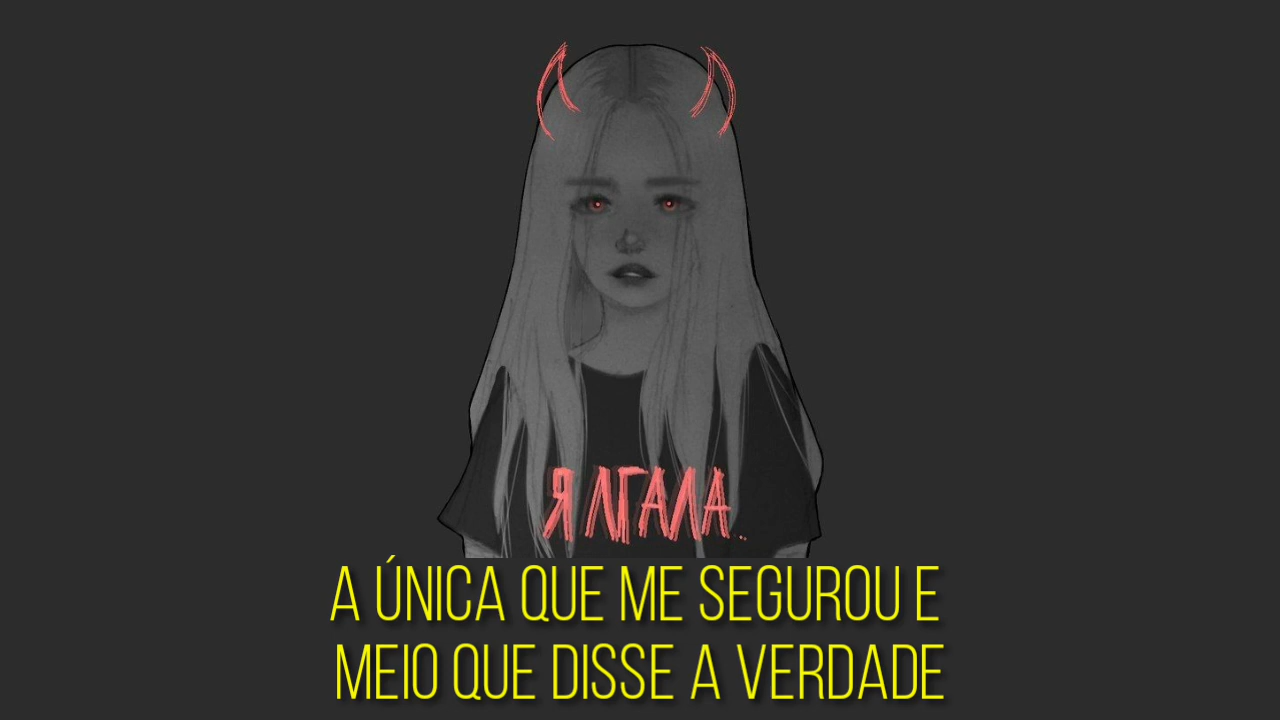 Я ЛГАЛА..
A ÚNICA QUE ME SEGUROU E
MEIO QUE DISSE A VERDADE